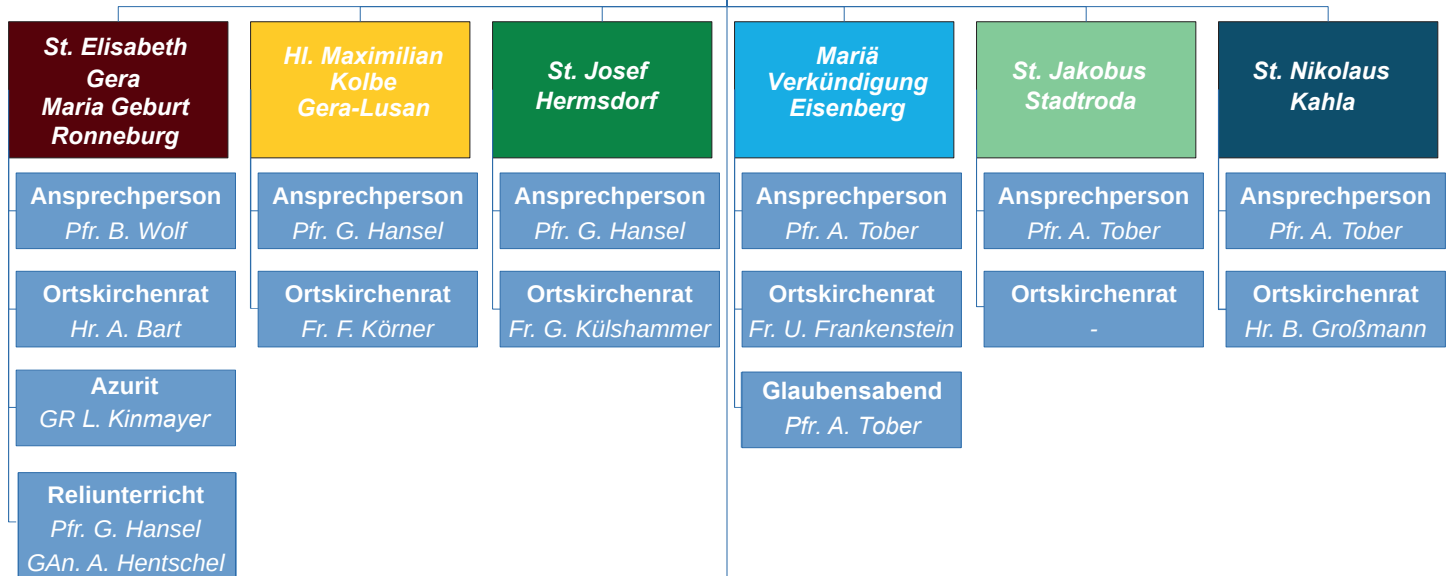 St. Elisabeth
Gera
Maria Geburt
Ronneburg
Ansprechperson
Pfr. B. Wolf
Ortskirchenrat
Hr. A. Bart
Azurit
GR L. Kinmayer
Reliunterricht
Pfr. G. Hansel
GAn. A. Hentschel
Hl. Maximilian
Kolbe
Gera-Lusan
Ansprechperson
Pfr. G. Hansel
Ortskirchenrat
Fr. F. Körner
St. Josef
Hermsdorf
Ansprechperson
Pfr. G. Hansel
Ortskirchenrat
Fr. G. Külshammer
Mariä
Verkündigung
Eisenberg
Ansprechperson
Pfr. A. Tober
Ortskirchenrat
Fr. U. Frankenstein
Glaubensabend
Pfr. A. Tober
St. Jakobus
Stadtroda
Ansprechperson
Pfr. A. Tober
Ortskirchenrat
-
St. Nikolaus
Kahla
Ansprechperson
Pfr. A. Tober
Ortskirchenrat
Hr. B. Großmann